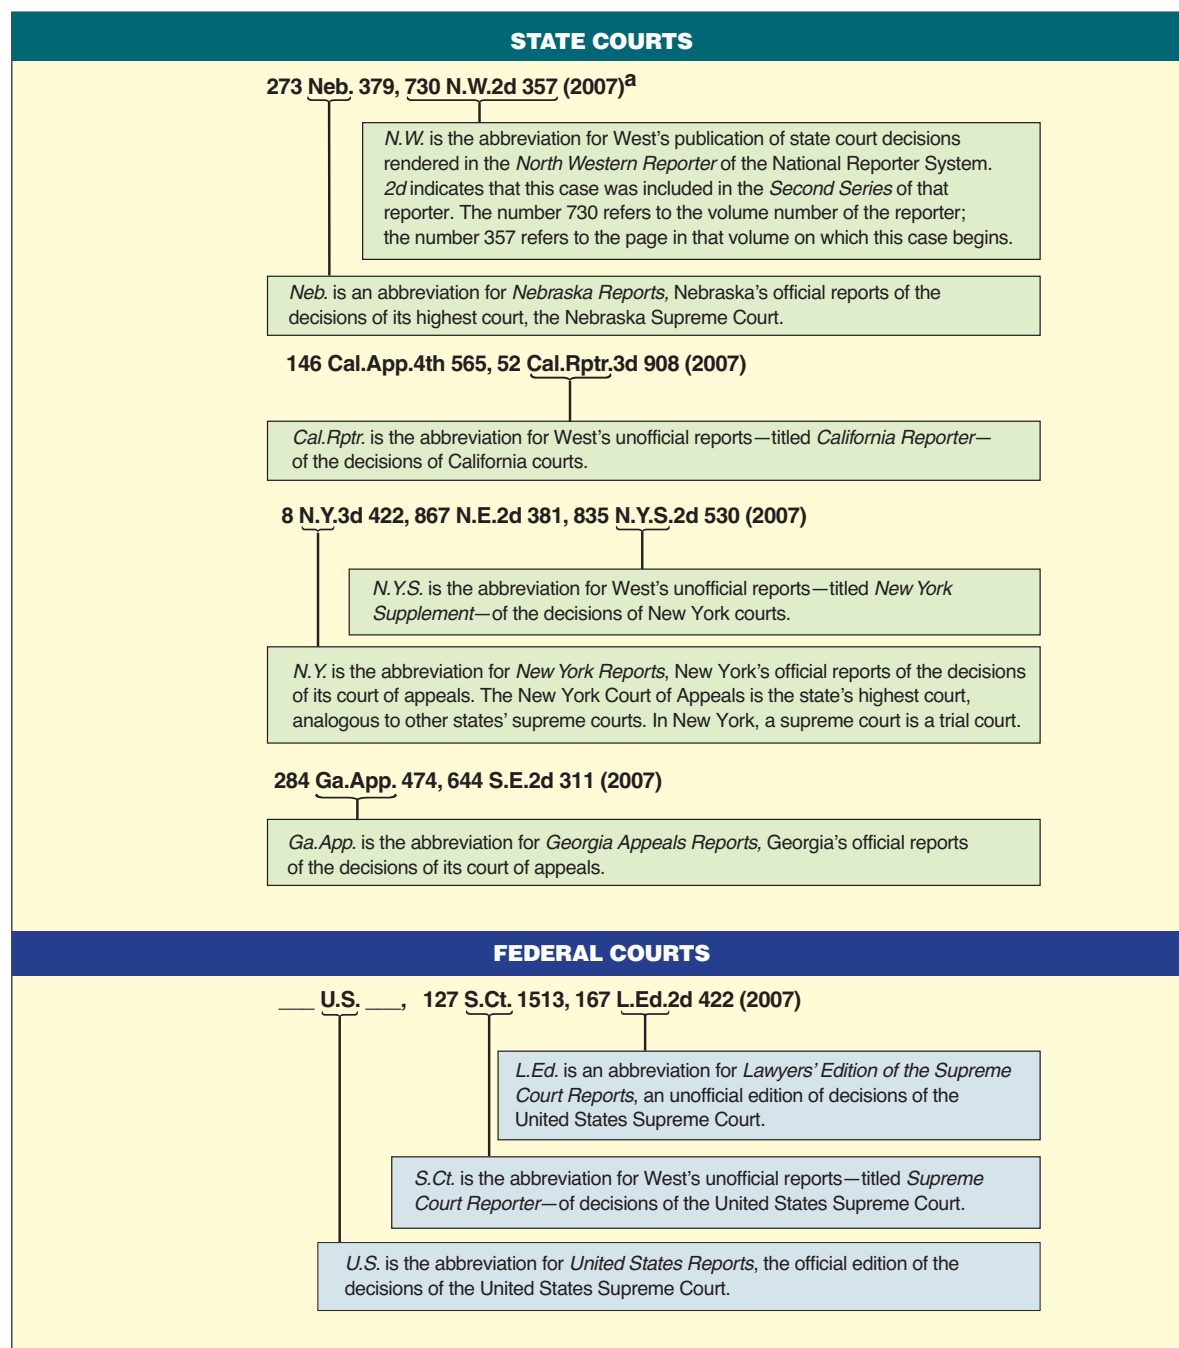 STATE COURTS
273 Neb. 379, 730 N.W.2d 357 (2007)a
N.W. is the abbreviation for West’s publication of state court decisions
rendered in the North Western Reporter of the National Reporter System.
2d indicates that this case was included in the Second Series of that
reporter. The number 730 refers to the volume number of the reporter;
the number 357 refers to the page in that volume on which this case begins.
Neb. is an abbreviation for Nebraska Reports, Nebraska’s official reports of the
decisions of its highest court, the Nebraska Supreme Court.
146 Cal.App.4th 565, 52 Cal.Rptr.3d 908 (2007)
Cal.Rptr. is the abbreviation for West’s unofficial reports—titled California Reporter—
of the decisions of California courts.
8 N.Y.3d 422, 867 N.E.2d 381, 835 N.Y.S.2d 530 (2007)
N.Y.S. is the abbreviation for West’s unofficial reports—titled New York
Supplement—of the decisions of New York courts.
N.Y. is the abbreviation for New York Reports, New York’s official reports of the decisions
of its court of appeals. The New York Court of Appeals is the state’s highest court,
analogous to other states’ supreme courts. In New York, a supreme court is a trial court.
284 Ga.App. 474, 644 S.E.2d 311 (2007)
Ga.App. is the abbreviation for Georgia Appeals Reports, Georgia’s official reports
of the decisions of its court of appeals.
FEDERAL COURTS
___ U.S. ___, 127 S.Ct. 1513, 167 L.Ed.2d 422 (2007)
L.Ed. is an abbreviation for Lawyers’ Edition of the Supreme
Court Reports, an unofficial edition of decisions of the
United States Supreme Court.
S.Ct. is the abbreviation for West’s unofficial reports—titled Supreme
Court Reporter—of decisions of the United States Supreme Court.
U.S. is the abbreviation for United States Reports, the official edition of the
decisions of the United States Supreme Court.